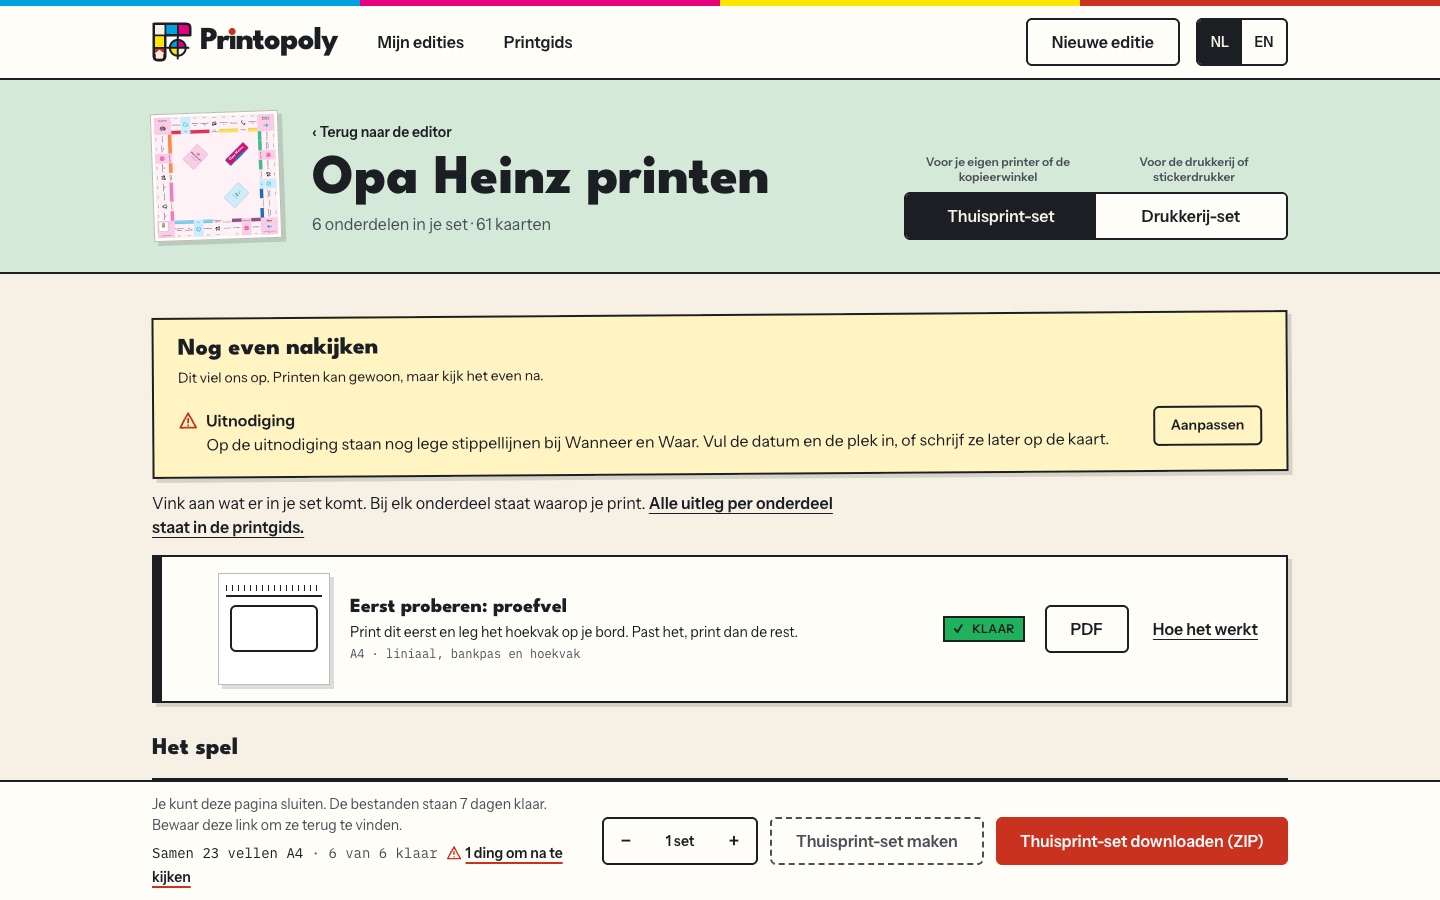 Printopoly
Mijn edities
Printgids
Nieuwe editie
NL
EN
‹ Terug naar de editor
Opa Heinz printen
6 onderdelen in je set · 61 kaarten
Voor je eigen printer of de
kopieerwinkel
Voor de drukkerij of
stickerdrukker
Thuisprint-set
Drukkerij-set
Nog even nakijken
Dit viel ons op. Printen kan gewoon, maar kijk het even na.
Uitnodiging
Op de uitnodiging staan nog lege stippellijnen bij Wanneer en Waar. Vul de datum en de plek in, of schrijf ze later op de kaart.
Aanpassen
Vink aan wat er in je set komt. Bij elk onderdeel staat waarop je print. Alle uitleg per onderdeel
staat in de printgids.
Eerst proberen: proefvel
Print dit eerst en leg het hoekvak op je bord. Past het, print dan de rest.
A4 · liniaal, bankpas en hoekvak
✓ KLAAR
PDF
Hoe het werkt
Het spel
Je kunt deze pagina sluiten. De bestanden staan 7 dagen klaar.
Bewaar deze link om ze terug te vinden.
Samen 23 vellen A4 · 6 van 6 klaar 1 ding om na te
kijken
− 1 set +
Thuisprint-set maken
Thuisprint-set downloaden (ZIP)